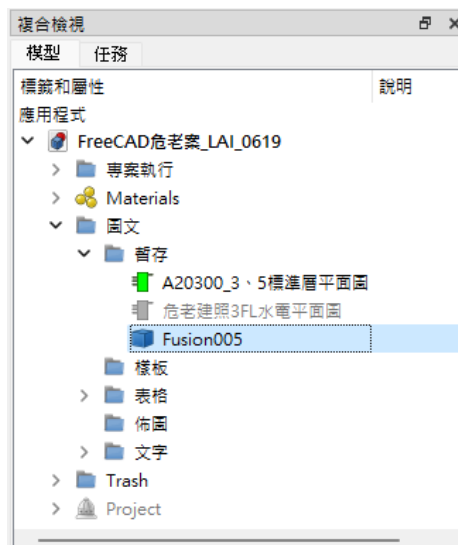 複合檢視
模型 任務
標籤和屬性 說明
應用程式
FreeCAD危老案_LAI_0619
專案執行
Materials
圖文
暫存
A20300_3、5標準層平面圖
危老建照3FL水電平面圖
Fusion005
樣板
表格
佈圖
文字
Trash
Project